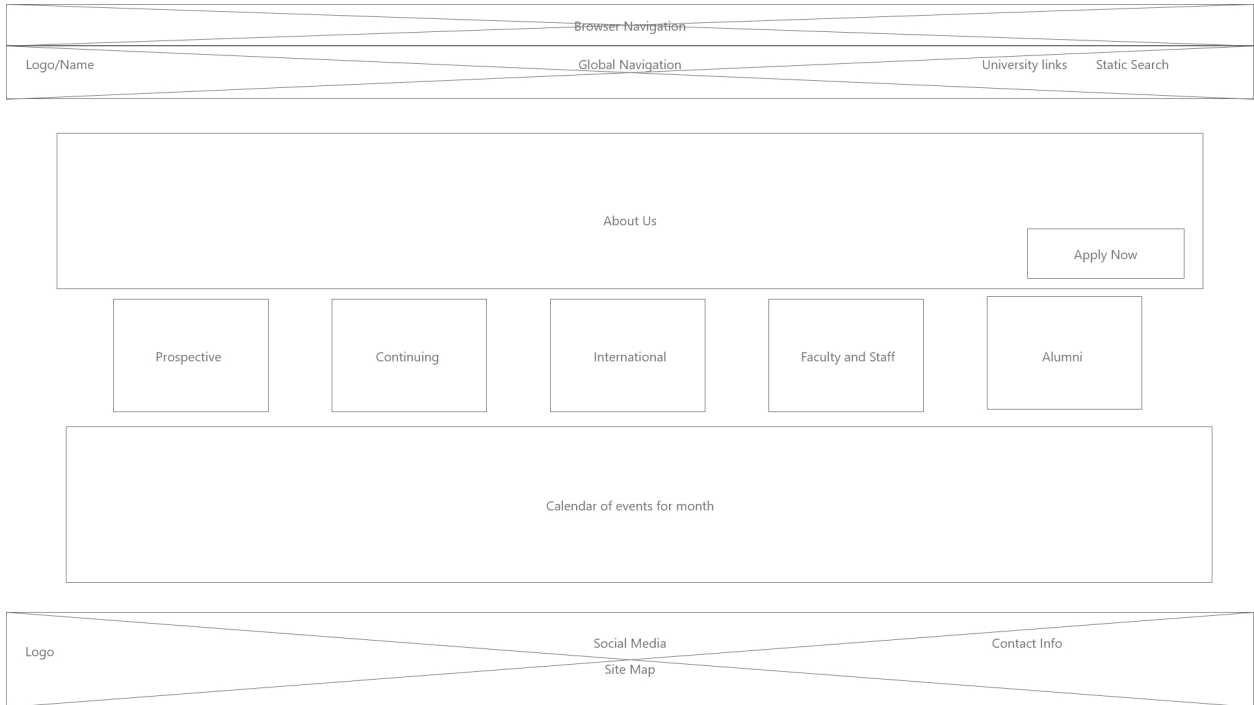 Browser Navigation
Logo/Name
Global Navigation
University links
Static Search
About Us
Apply Now
Prospective
Continuing
International
Faculty and Staff
Alumni
Calendar of events for month
Logo
Social Media
Site Map
Contact Info